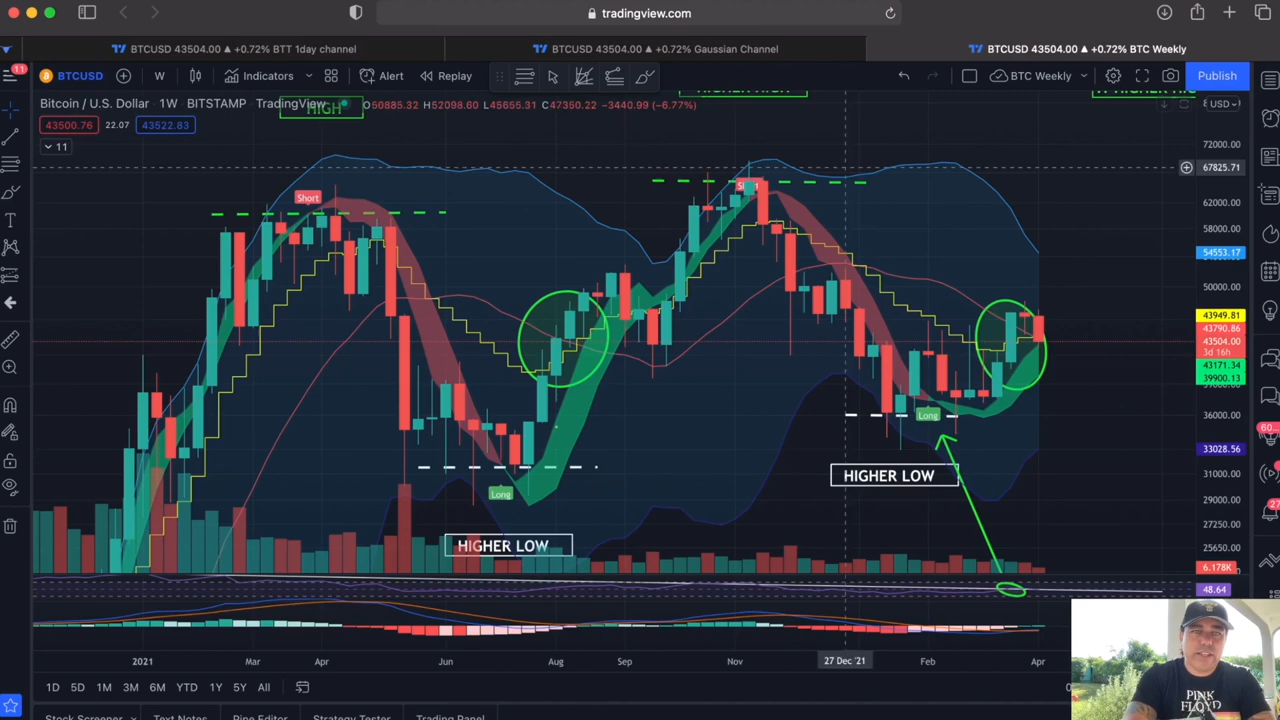 tradingview.com
BTCUSD 43504.00 ▲ +0.72% BTT 1day channel
BTCUSD 43504.00 ▲ +0.72% Gaussian Channel
BTCUSD 43504.00 ▲ +0.72% BTC Weekly
11
BTCUSD
W
Indicators
Alert
Replay
BTC Weekly
Publish
Bitcoin / U.S. Dollar 1W BITSTAMP TradingView
O50885.32 H52098.60 L45655.31 C47350.22 −3440.99 (−6.77%)
HIGH
USD
43500.76 22.07 43522.83
11
72000.00
67825.71
62000.00
58000.00
54553.17
50000.00
43949.81
43790.86
43504.00
3d 16h
43171.34
39900.13
36000.00
33028.56
31000.00
29000.00
27250.00
25650.00
6.178K
48.64
Short
Long
Long
HIGHER LOW
HIGHER LOW
2021
Mar
Apr
Jun
Aug
Sep
Nov
27 Dec '21
Feb
Apr
1D 5D 1M 3M 6M YTD 1Y 5Y All
PINK
FLOYD
Stock Screener
Text Notes
Pine Editor
Strategy Tester
Trading Panel